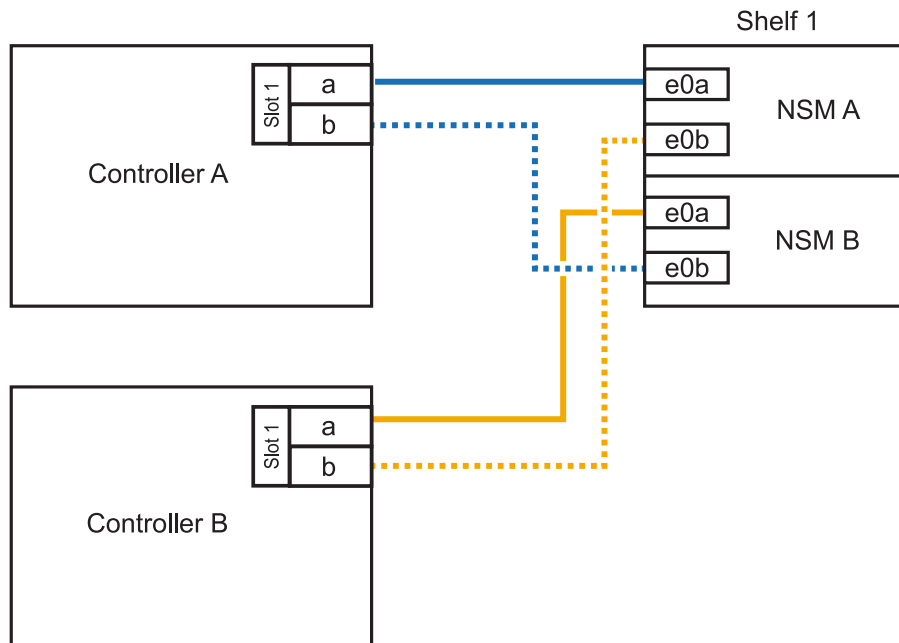 Shelf 1
Slot 1
a
b
Controller A
e0a
e0b
NSM A
e0a
e0b
NSM B
Slot 1
a
b
Controller B